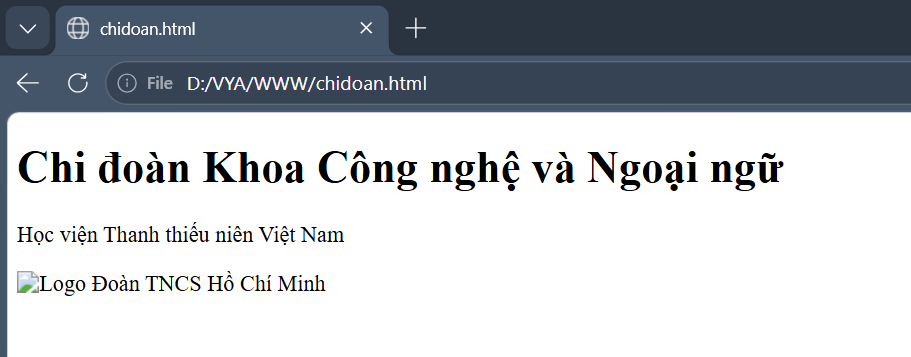 chidoan.html
File D:/VYA/WWW/chidoan.html
Chi đoàn Khoa Công nghệ và Ngoại ngữ
Học viện Thanh thiếu niên Việt Nam
Logo Đoàn TNCS Hồ Chí Minh